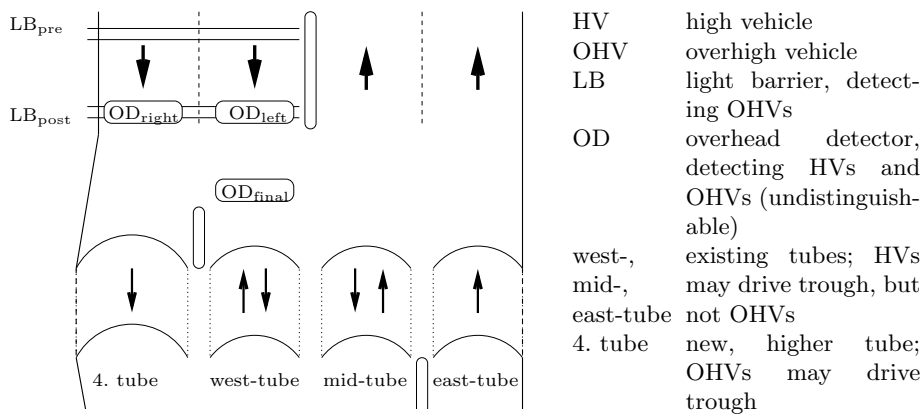 LBpre
LBpost
ODright
ODleft
ODfinal
4. tube
west-tube
mid-tube
east-tube
HV high vehicle
OHV overhigh vehicle
LB light barrier, detect-
ing OHVs
OD overhead detector,
detecting HVs and
OHVs (undistinguish-
able)
west-, existing tubes; HVs
mid-, may drive trough, but
east-tube not OHVs
4. tube new, higher tube;
OHVs may drive
trough